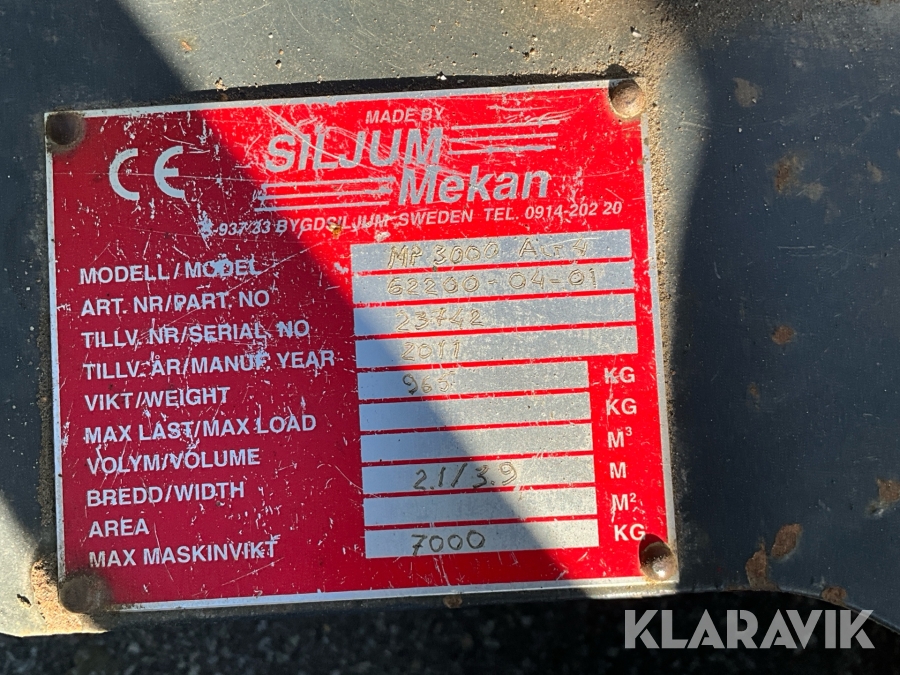 MADE BY
CE
SILJUM
Mekan
-937 33 BYGDSILJUM SWEDEN TEL. 0914-202 20
MODELL/MODEL MP 3000
ART. NR/PART. NO 62200-04-01
TILLV. NR/SERIAL. NO 23742
TILLV. ÅR/MANUF. YEAR 2011
VIKT/WEIGHT 965 KG
MAX LAST/MAX LOAD KG
VOLYM/VOLUME M³
BREDD/WIDTH 2.1/3.9 M
AREA M²
MAX MASKINVIKT 7000 KG
KLARAVIK